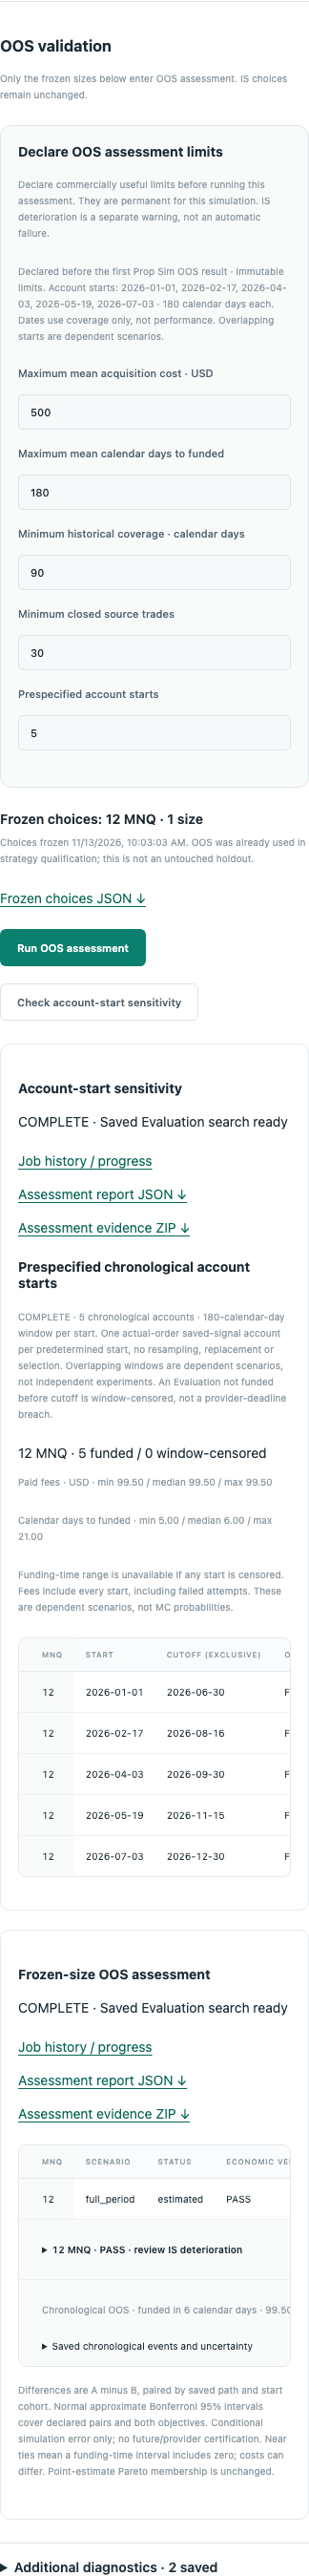 OOS validation
Only the frozen sizes below enter OOS assessment. IS choices
remain unchanged.
Declare OOS assessment limits
Declare commercially useful limits before running this
assessment. They are permanent for this simulation. IS
deterioration is a separate warning, not an automatic
failure.
Declared before the first Prop Sim OOS result · immutable
limits. Account starts: 2026-01-01, 2026-02-17, 2026-04-
03, 2026-05-19, 2026-07-03 · 180 calendar days each.
Dates use coverage only, not performance. Overlapping
starts are dependent scenarios.
Maximum mean acquisition cost · USD
500
Maximum mean calendar days to funded
180
Minimum historical coverage · calendar days
90
Minimum closed source trades
30
Prespecified account starts
5
Frozen choices: 12 MNQ · 1 size
Choices frozen 11/13/2026, 10:03:03 AM. OOS was already used in
strategy qualification; this is not an untouched holdout.
Frozen choices JSON ↓
Run OOS assessment
Check account-start sensitivity
Account-start sensitivity
COMPLETE · Saved Evaluation search ready
Job history / progress
Assessment report JSON ↓
Assessment evidence ZIP ↓
Prespecified chronological account
starts
COMPLETE · 5 chronological accounts · 180-calendar-day
window per start. One actual-order saved-signal account
per predetermined start, no resampling, replacement or
selection. Overlapping windows are dependent scenarios,
not independent experiments. An Evaluation not funded
before cutoff is window-censored, not a provider-deadline
breach.
12 MNQ · 5 funded / 0 window-censored
Paid fees · USD · min 99.50 / median 99.50 / max 99.50
Calendar days to funded · min 5.00 / median 6.00 / max
21.00
Funding-time range is unavailable if any start is censored.
Fees include every start, including failed attempts. These
are dependent scenarios, not MC probabilities.
MNQ START CUTOFF (EXCLUSIVE) O
12 2026-01-01 2026-06-30 F
12 2026-02-17 2026-08-16 F
12 2026-04-03 2026-09-30 F
12 2026-05-19 2026-11-15 F
12 2026-07-03 2026-12-30 F
Frozen-size OOS assessment
COMPLETE · Saved Evaluation search ready
Job history / progress
Assessment report JSON ↓
Assessment evidence ZIP ↓
MNQ SCENARIO STATUS ECONOMIC VE
12 full_period estimated PASS
▶ 12 MNQ · PASS · review IS deterioration
Chronological OOS · funded in 6 calendar days · 99.50
▶ Saved chronological events and uncertainty
Differences are A minus B, paired by saved path and start
cohort. Normal approximate Bonferroni 95% intervals
cover declared pairs and both objectives. Conditional
simulation error only; no future/provider certification. Near
ties mean a funding-time interval includes zero; costs can
differ. Point-estimate Pareto membership is unchanged.
▶ Additional diagnostics · 2 saved